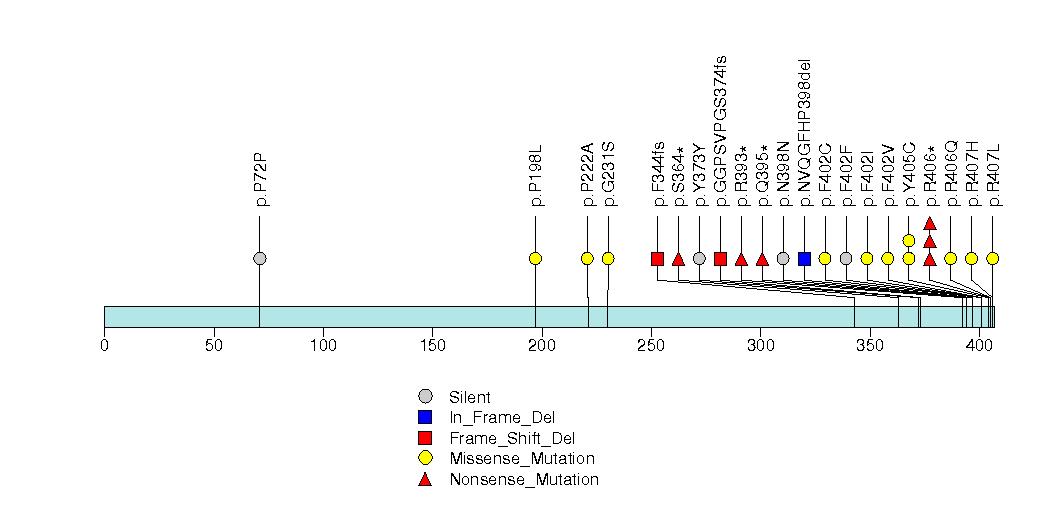 p.P72P
p.P198L
p.P222A
p.G231S
p.F344fs
p.S364*
p.Y373Y
p.GGPSVPGS374fs
p.R393*
p.Q395*
p.N398N
p.NVQGFHP398del
p.F402C
p.F402F
p.F402I
p.F402V
p.Y405C
p.R406*
p.R406Q
p.R407H
p.R407L
0 50 100 150 200 250 300 350 400
Silent
In_Frame_Del
Frame_Shift_Del
Missense_Mutation
Nonsense_Mutation